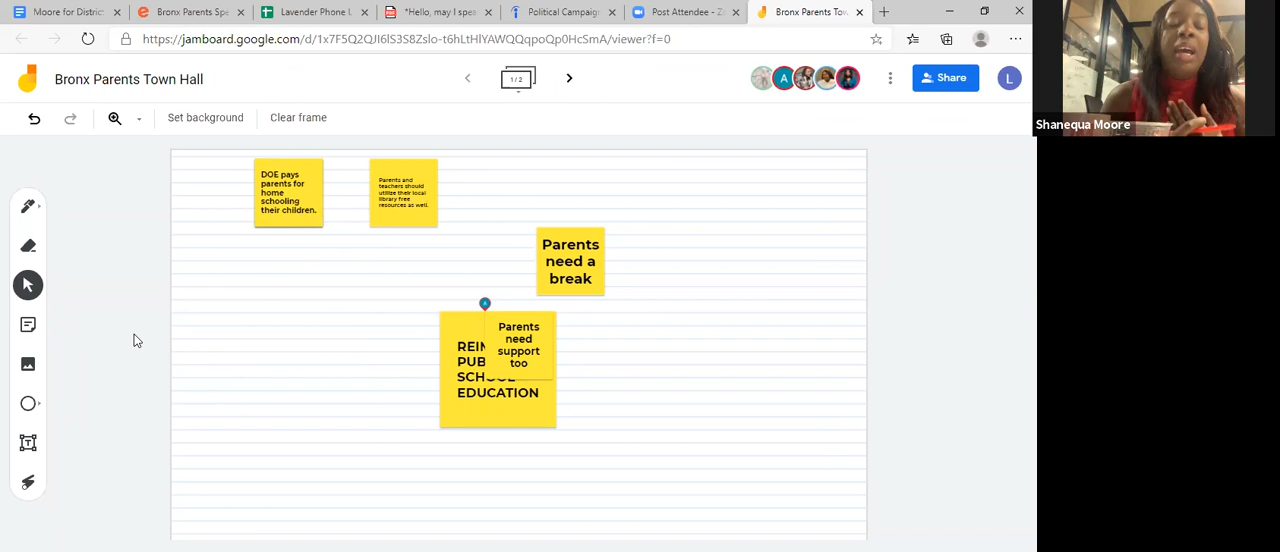 Moore for District
Bronx Parents Spe
Lavender Phone L
*Hello, may I spea
Political Campaig
Post Attendee - Z
Bronx Parents Tow
https://jamboard.google.com/d/1x7F5Q2QJI6lS3S8Zslo-t6hLtHlYAWQQqpoQp0HcSmA/viewer?f=0
Bronx Parents Town Hall
1 / 2
A
Share
L
Set background
Clear frame
Shanequa Moore
DOE pays
parents for
home
schooling
their children.
Parents and
teachers should
utilize their local
library free
resources as well.
Parents
need a
break
A
Parents
need
support
too
EDUCATION